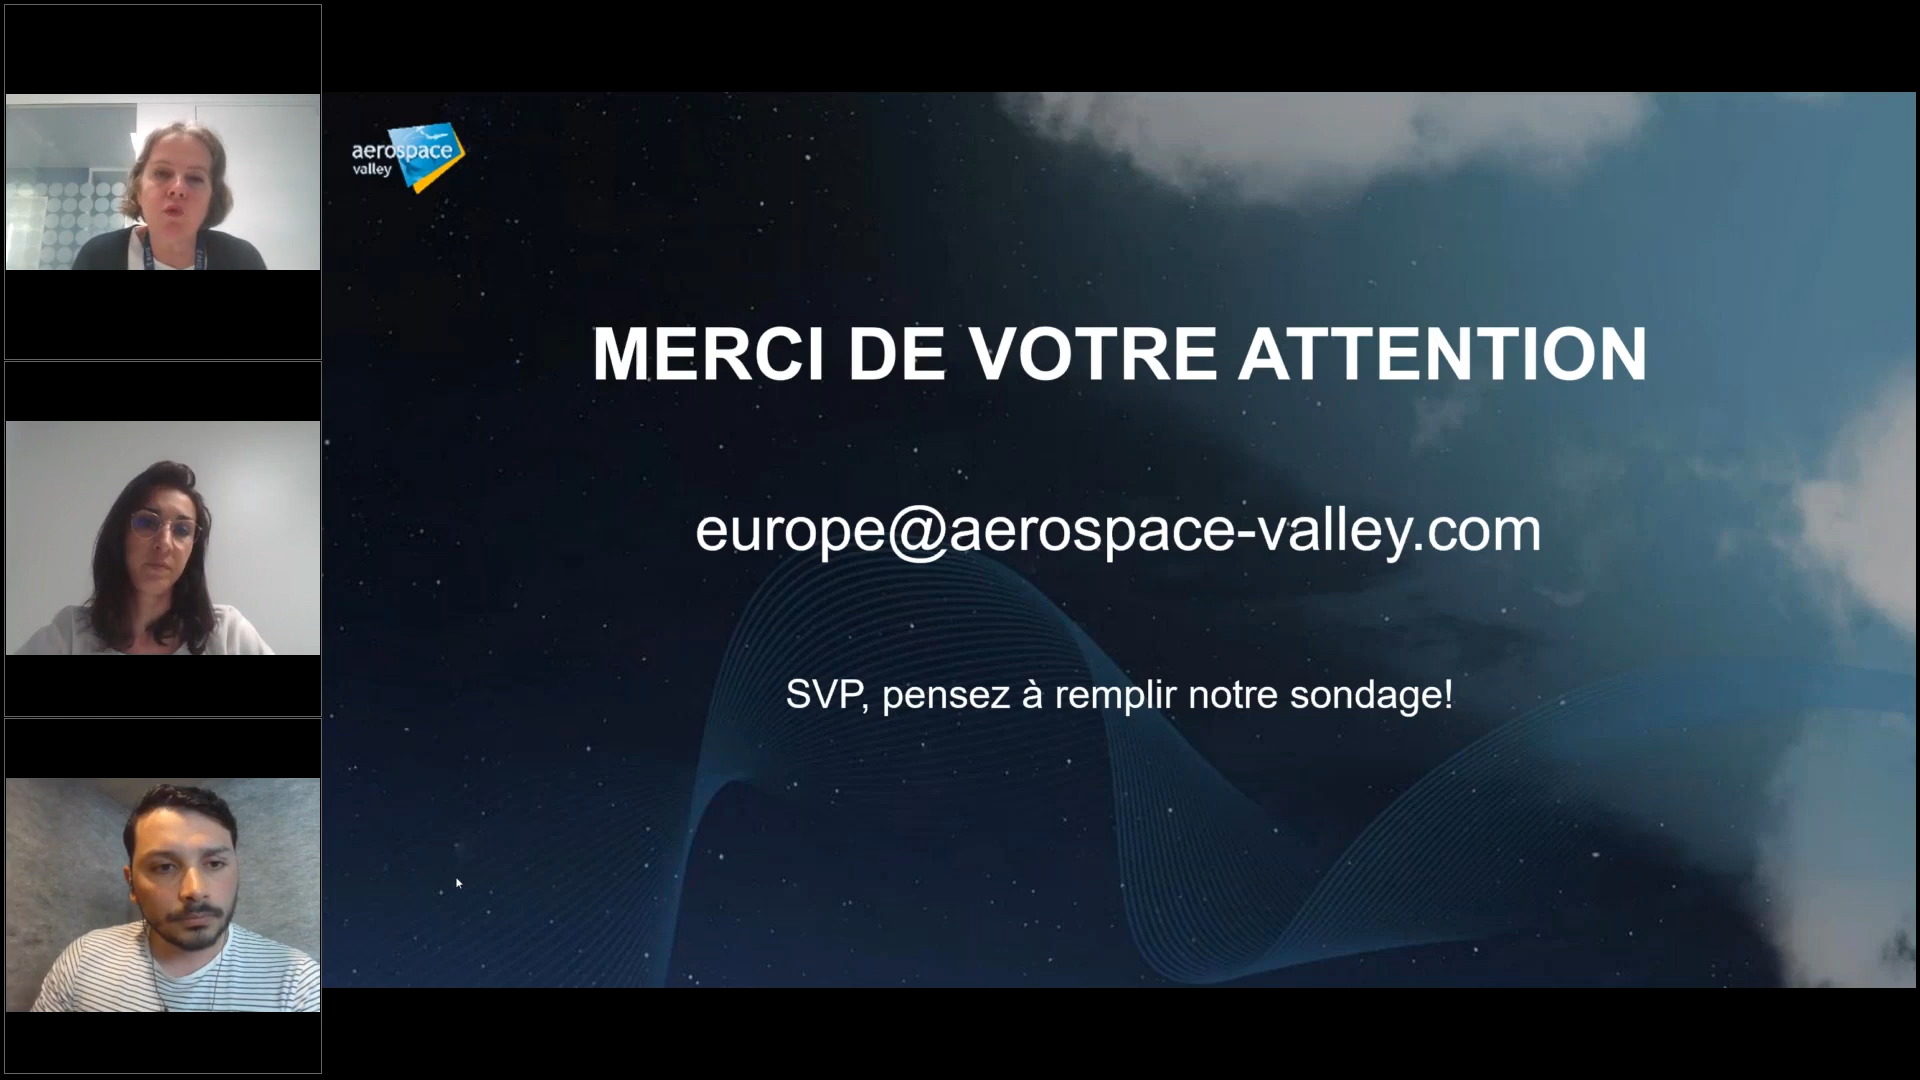 aerospace
valley
MERCI DE VOTRE ATTENTION
europe@aerospace-valley.com
SVP, pensez à remplir notre sondage!